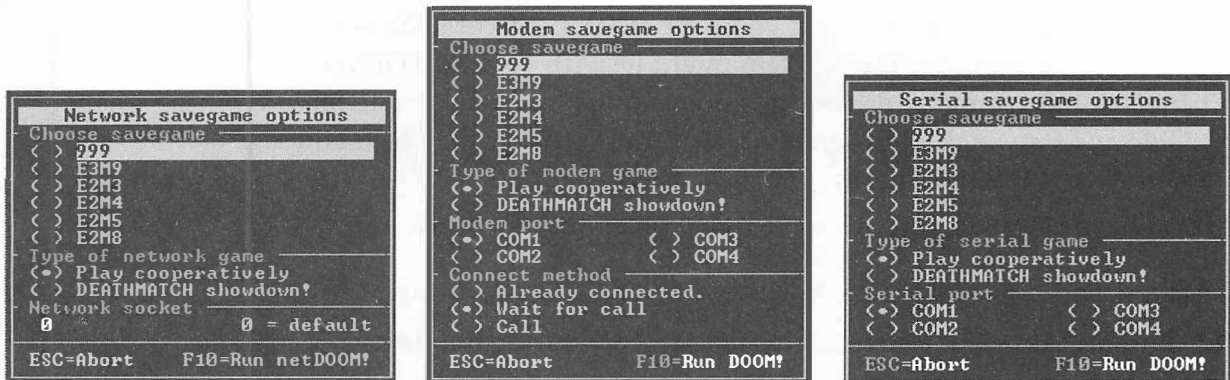 Network savegame options
Choose savegame
( ) 999
( ) E3M9
( ) E2M3
( ) E2M4
( ) E2M5
( ) E2M8
Type of network game
(•) Play cooperatively
( ) DEATHMATCH showdown!
Network socket
0 0 = default
ESC=Abort F10=Run netDOOM!
Modem savegame options
Choose savegame
( ) 999
( ) E3M9
( ) E2M3
( ) E2M4
( ) E2M5
( ) E2M8
Type of modem game
(•) Play cooperatively
( ) DEATHMATCH showdown!
Modem port
(•) COM1 ( ) COM3
( ) COM2 ( ) COM4
Connect method
( ) Already connected.
(•) Wait for call
( ) Call
ESC=Abort F10=Run DOOM!
Serial savegame options
Choose savegame
( ) 999
( ) E3M9
( ) E2M3
( ) E2M4
( ) E2M5
( ) E2M8
Type of serial game
(•) Play cooperatively
( ) DEATHMATCH showdown!
Serial port
(•) COM1 ( ) COM3
( ) COM2 ( ) COM4
ESC=Abort F10=Run DOOM!